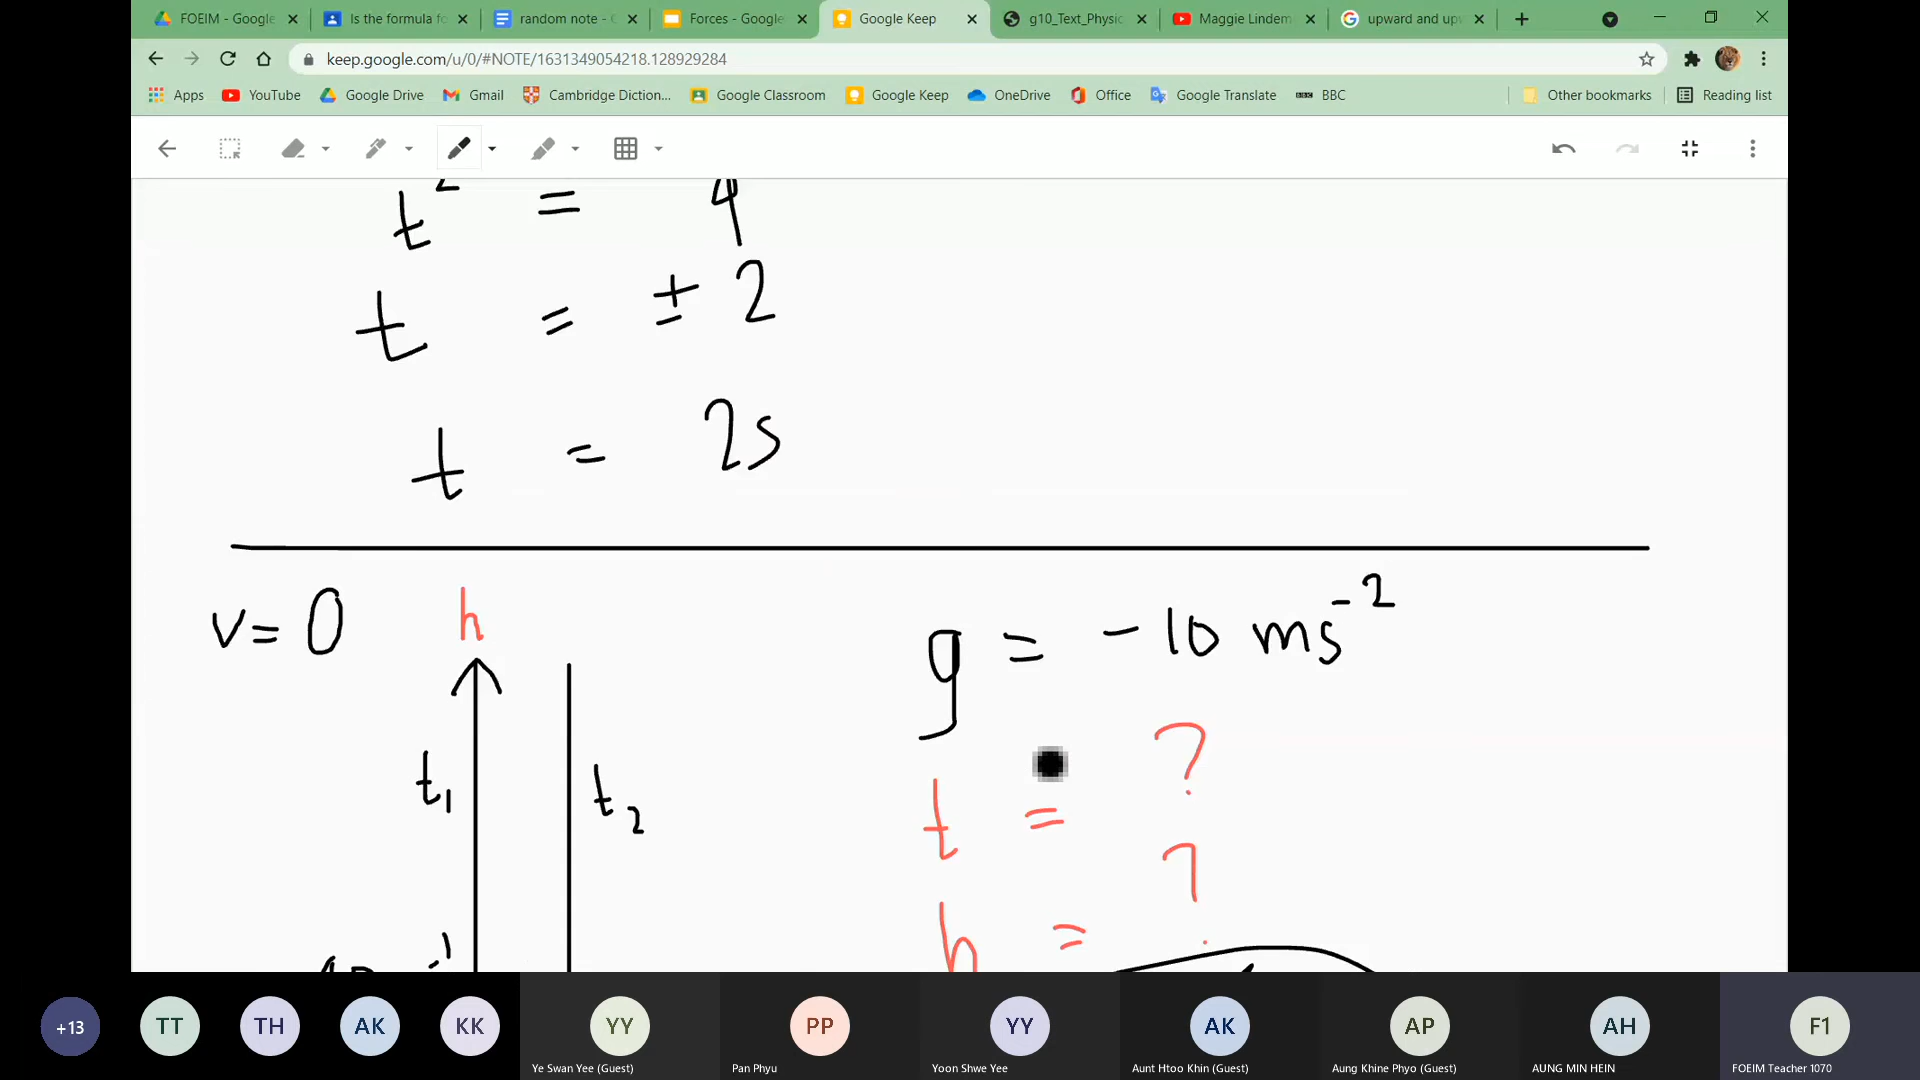 FOEIM - Google
Is the formula fo
random note - G
Forces - Google
Google Keep
g10_Text_Physic
Maggie Lindem
upward and up
keep.google.com/u/0/#NOTE/1631349054218.128929284
Apps
YouTube
Google Drive
Gmail
Cambridge Diction...
Google Classroom
Google Keep
OneDrive
Office
Google Translate
BBC
Other bookmarks
Reading list
t² = 4
t = ± 2
t = 2s
v = 0
h
g = -10 ms⁻²
t₁
t₂
t = ?
h = ?
+13
TT
TH
AK
KK
YY
PP
YY
AK
AP
AH
F1
Ye Swan Yee (Guest)
Pan Phyu
Yoon Shwe Yee
Aunt Htoo Khin (Guest)
Aung Khine Phyo (Guest)
AUNG MIN HEIN
FOEIM Teacher 1070